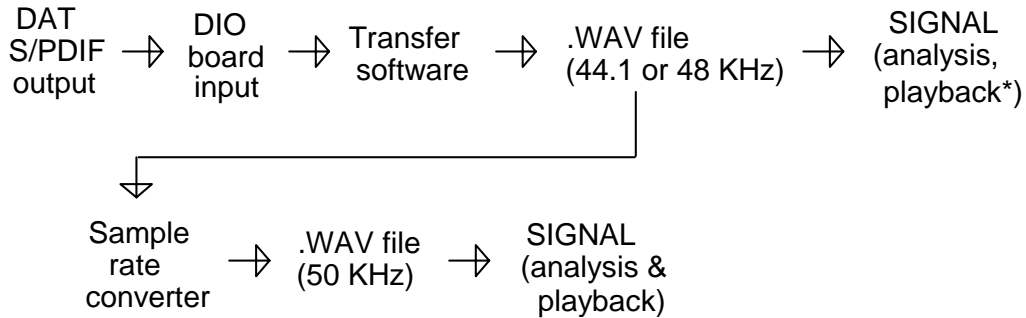 DAT
S/PDIF
output
DIO
board
input
Transfer
software
.WAV file
(44.1 or 48 KHz)
SIGNAL
(analysis,
playback*)
Sample
rate
converter
.WAV file
(50 KHz)
SIGNAL
(analysis &
playback)